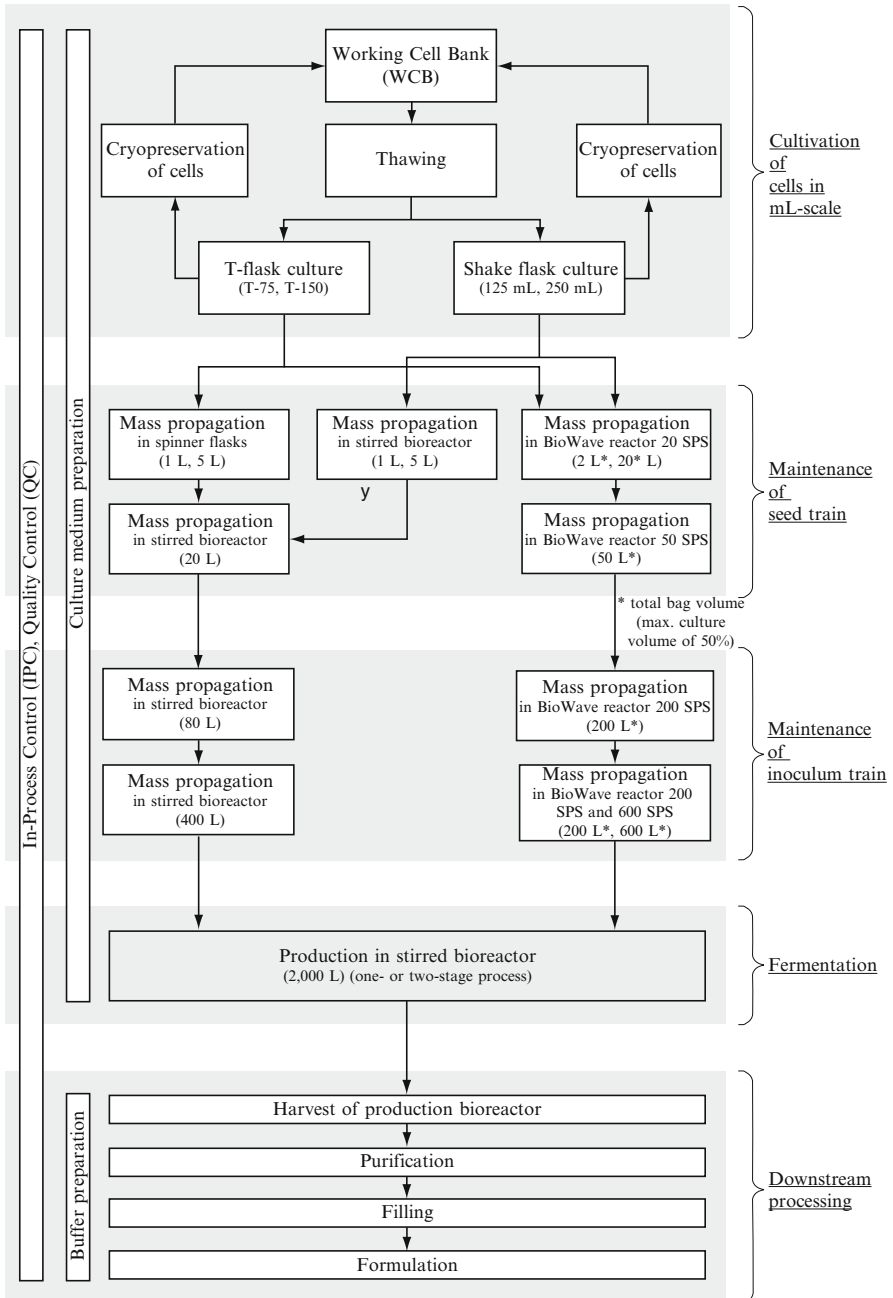 Working Cell Bank
(WCB)
Cryopreservation
of cells
Thawing
Cryopreservation
of cells
T-flask culture
(T-75, T-150)
Shake flask culture
(125 mL, 250 mL)
Cultivation
of
cells in
mL-scale
Mass propagation
in spinner flasks
(1 L, 5 L)
Mass propagation
in stirred bioreactor
(1 L, 5 L)
Mass propagation
in BioWave reactor 20 SPS
(2 L*, 20* L)
y
Mass propagation
in stirred bioreactor
(20 L)
Mass propagation
in BioWave reactor 50 SPS
(50 L*)
Maintenance
of
seed train
* total bag volume
(max. culture
volume of 50%)
Mass propagation
in stirred bioreactor
(80 L)
Mass propagation
in BioWave reactor 200 SPS
(200 L*)
Mass propagation
in stirred bioreactor
(400 L)
Mass propagation
in BioWave reactor 200
SPS and 600 SPS
(200 L*, 600 L*)
Maintenance
of
inoculum train
Production in stirred bioreactor
(2,000 L) (one- or two-stage process)
Fermentation
Harvest of production bioreactor
Purification
Filling
Formulation
Downstream
processing
In-Process Control (IPC), Quality Control (QC)
Culture medium preparation
Buffer preparation